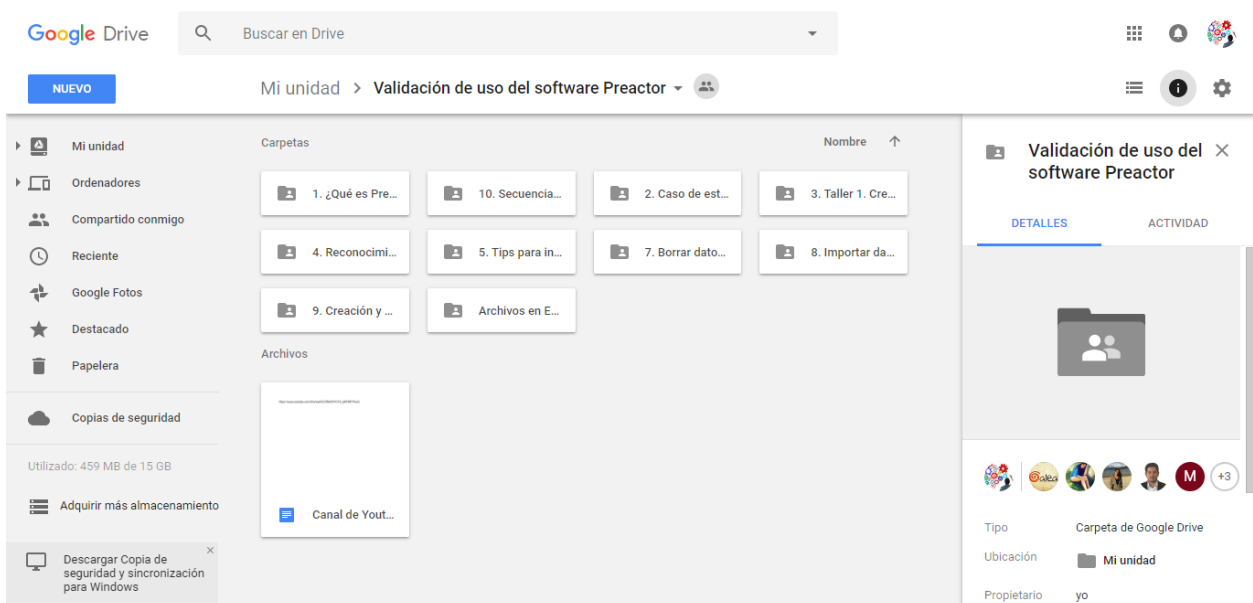 Google Drive
Buscar en Drive
NUEVO
Mi unidad > Validación de uso del software Preactor
Mi unidad
Ordenadores
Compartido conmigo
Reciente
Google Fotos
Destacado
Papelera
Copias de seguridad
Utilizado: 459 MB de 15 GB
Adquirir más almacenamiento
Descargar Copia de
seguridad y sincronización
para Windows
Carpetas
Nombre
1. ¿Qué es Pre...
10. Secuencia...
2. Caso de est...
3. Taller 1. Cre...
4. Reconocimi...
5. Tips para in...
7. Borrar dato...
8. Importar da...
9. Creación y ...
Archivos en E...
Archivos
Canal de Yout...
Validación de uso del
software Preactor
DETALLES
ACTIVIDAD
Galea
M
+3
Tipo
Carpeta de Google Drive
Ubicación
Mi unidad
Propietario
yo